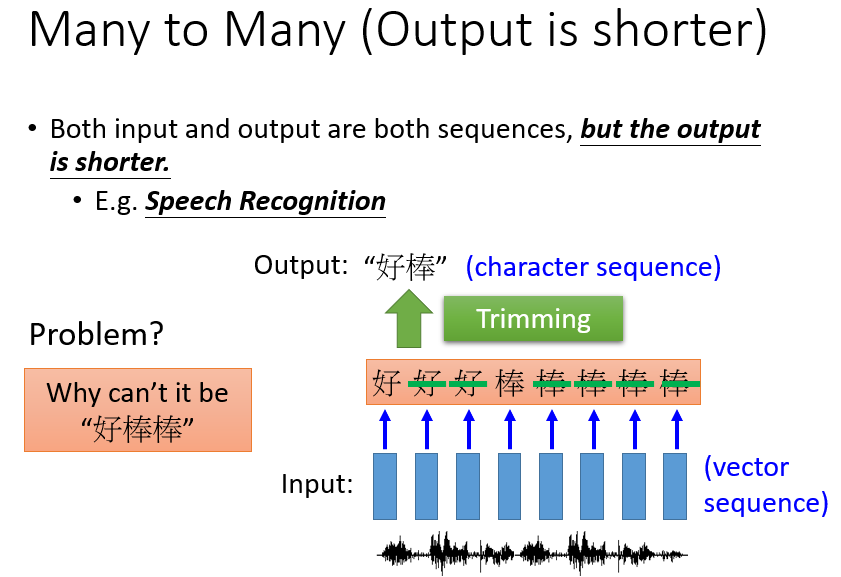 Many to Many (Output is shorter)
• Both input and output are both sequences, but the output
is shorter.
• E.g. Speech Recognition
Output: “好棒” (character sequence)
Trimming
Problem?
Why can’t it be
“好棒棒”
好 好 好 棒 棒 棒 棒 棒
Input:
(vector
sequence)